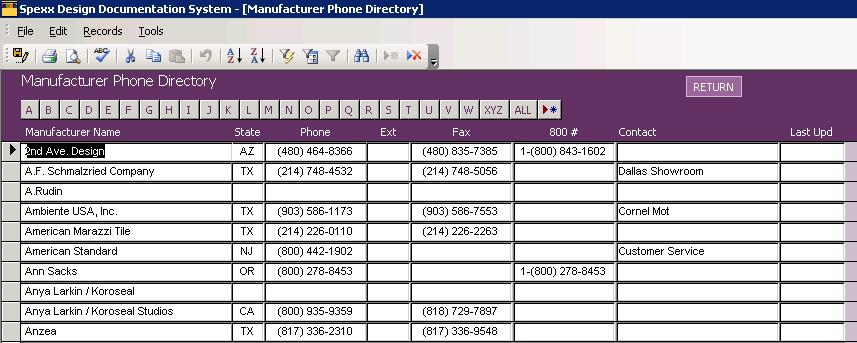 Spexx Design Documentation System - [Manufacturer Phone Directory]
File Edit Records Tools
Manufacturer Phone Directory
RETURN
A B C D E F G H I J K L M N O P Q R S T U V W XYZ ALL
Manufacturer Name State Phone Ext Fax 800 # Contact Last Upd
2nd Ave. Design AZ (480) 464-8366 (480) 835-7385 1-(800) 843-1602
A.F. Schmalzried Company TX (214) 748-4532 (214) 748-5056 Dallas Showroom
A.Rudin
Ambiente USA, Inc. TX (903) 586-1173 (903) 586-7553 Cornel Mot
American Marazzi Tile TX (214) 226-0110 (214) 226-2263
American Standard NJ (800) 442-1902 Customer Service
Ann Sacks OR (800) 278-8453 1-(800) 278-8453
Anya Larkin / Koroseal
Anya Larkin / Koroseal Studios CA (800) 935-9359 (818) 729-7897
Anzea TX (817) 336-2310 (817) 336-9548